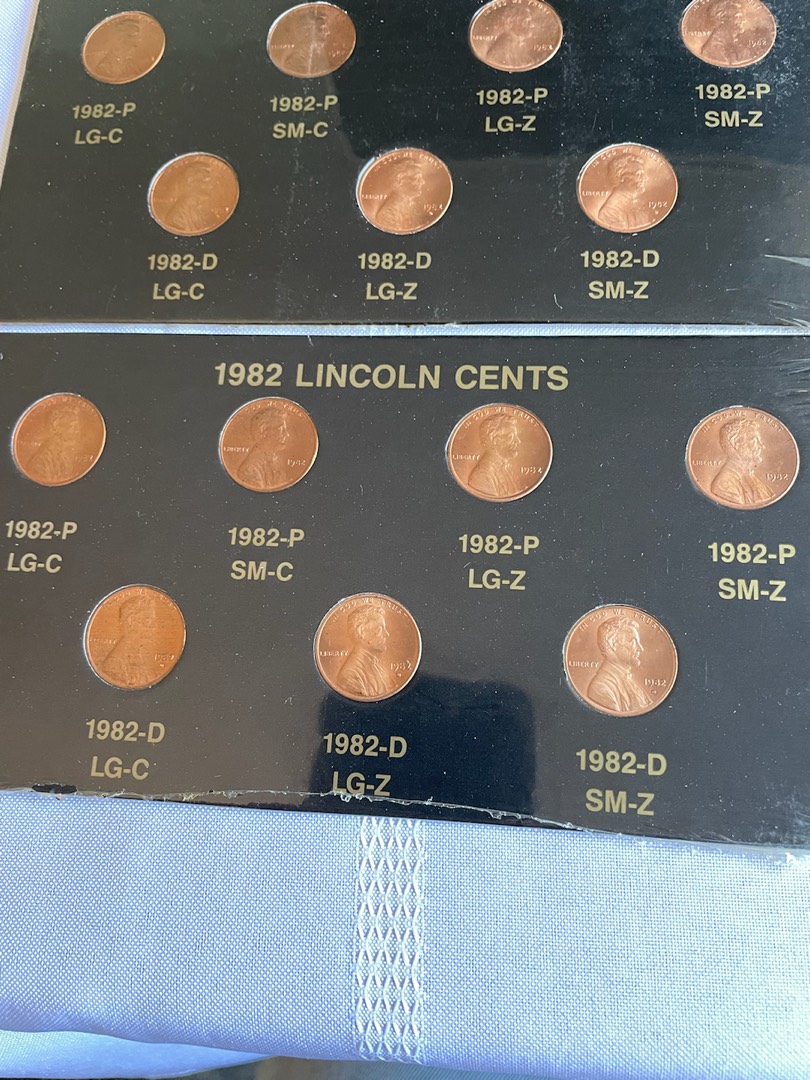 1982-P
LG-C
1982-P
SM-C
1982-P
LG-Z
1982-P
SM-Z
1982-D
LG-C
1982-D
LG-Z
1982-D
SM-Z
1982 LINCOLN CENTS
1982-P
LG-C
1982-P
SM-C
1982-P
LG-Z
1982-P
SM-Z
1982-D
LG-C
1982-D
LG-Z
1982-D
SM-Z